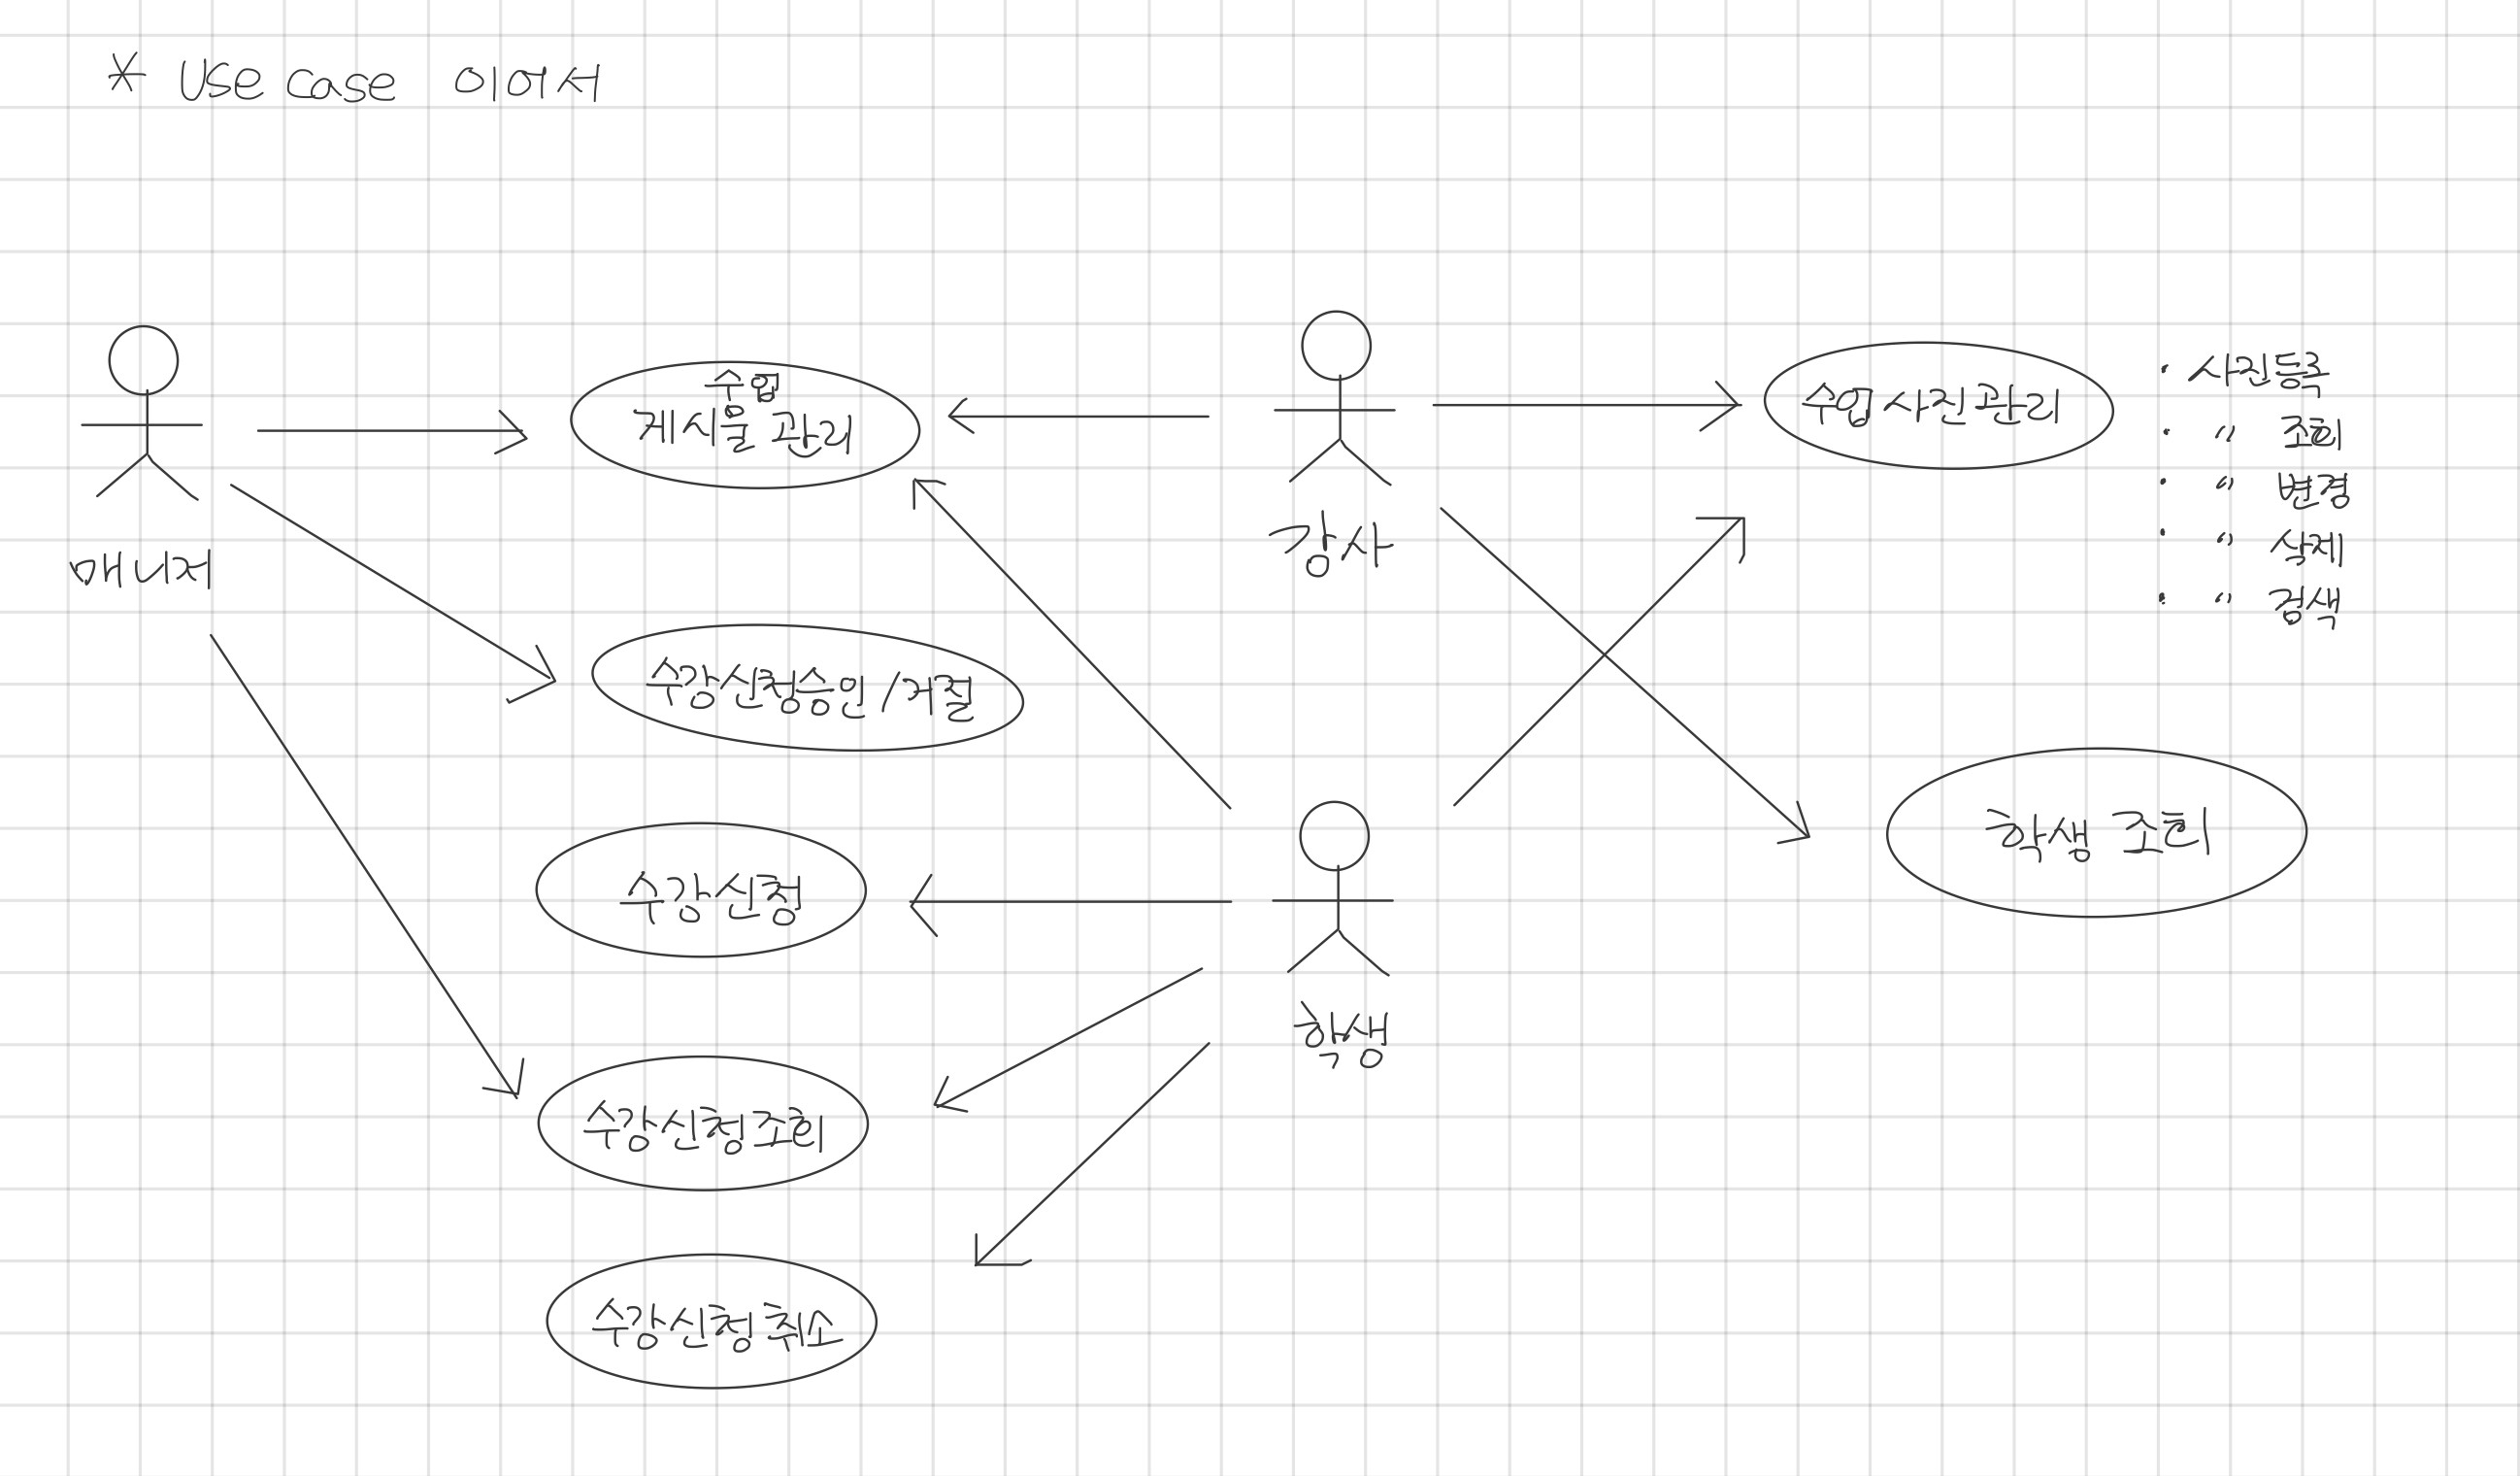 * Use case 이어서
수업
게시물 관리
매니저
강사
수업사진관리
· 사진등록
· 〃 조회
· 〃 변경
· 〃 삭제
· 〃 검색
수강신청승인/거절
수강신청
학생
학생 조회
수강신청조회
수강신청취소